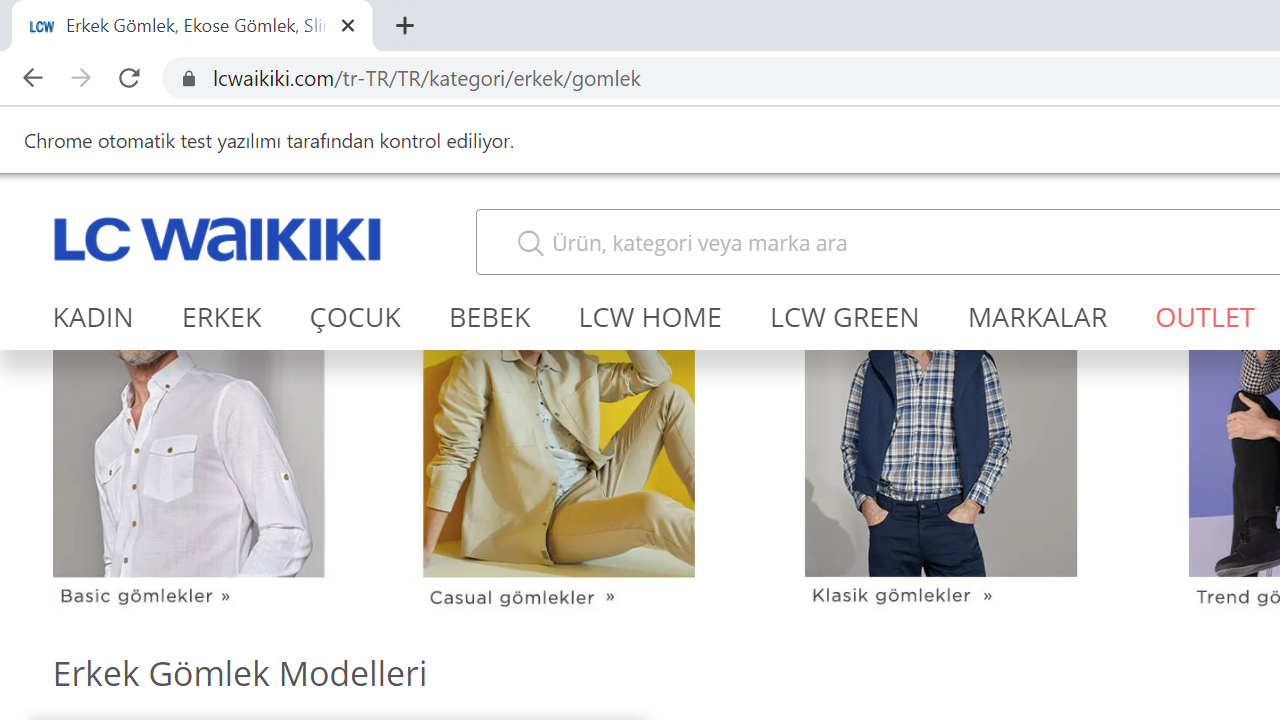 LCW Erkek Gömlek, Ekose Gömlek, Sli
lcwaikiki.com/tr-TR/TR/kategori/erkek/gomlek
Chrome otomatik test yazılımı tarafından kontrol ediliyor.
LC WAIKIKI
Ürün, kategori veya marka ara
KADIN ERKEK ÇOCUK BEBEK LCW HOME LCW GREEN MARKALAR OUTLET
Basic gömlekler » Casual gömlekler » Klasik gömlekler » Trend gö
Erkek Gömlek Modelleri